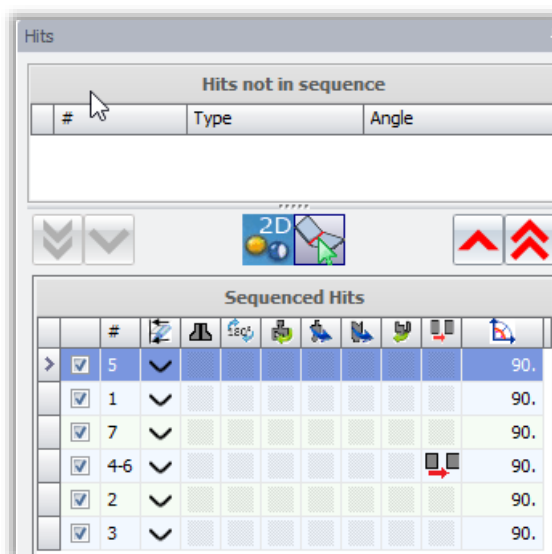 Hits
Hits not in sequence
# Type Angle
2D
Sequenced Hits
#
5 90.
1 90.
7 90.
4-6 90.
2 90.
3 90.